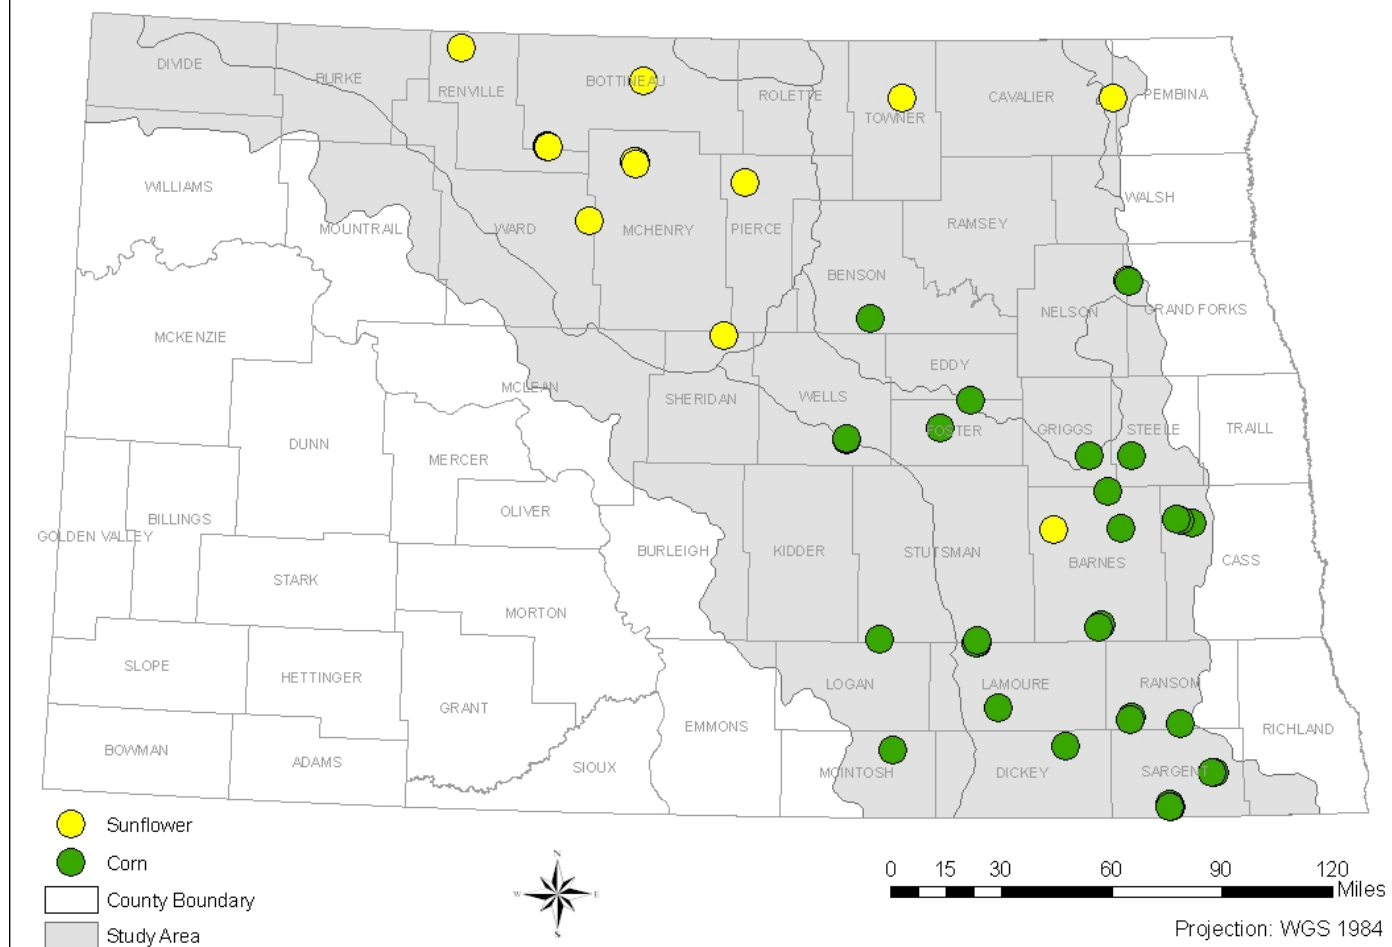 DIVIDE
BURKE
RENVILLE
BOTTINEAU
ROLETTE
TOWNER
CAVALIER
PEMBINA
WILLIAMS
MOUNTRAIL
WARD
MCHENRY
PIERCE
RAMSEY
WALSH
BENSON
NELSON
GRAND FORKS
MCKENZIE
MCLEAN
SHERIDAN
WELLS
EDDY
FOSTER
GRIGGS
STEELE
TRAILL
DUNN
MERCER
OLIVER
GOLDEN VALLEY
BILLINGS
BURLEIGH
KIDDER
STUTSMAN
BARNES
CASS
STARK
MORTON
SLOPE
HETTINGER
GRANT
EMMONS
LOGAN
LAMOURE
RANSOM
RICHLAND
BOWMAN
ADAMS
SIOUX
MCINTOSH
DICKEY
SARGENT
Sunflower
Corn
County Boundary
Study Area
N
W
E
S
0 15 30 60 90 120
Miles
Projection: WGS 1984